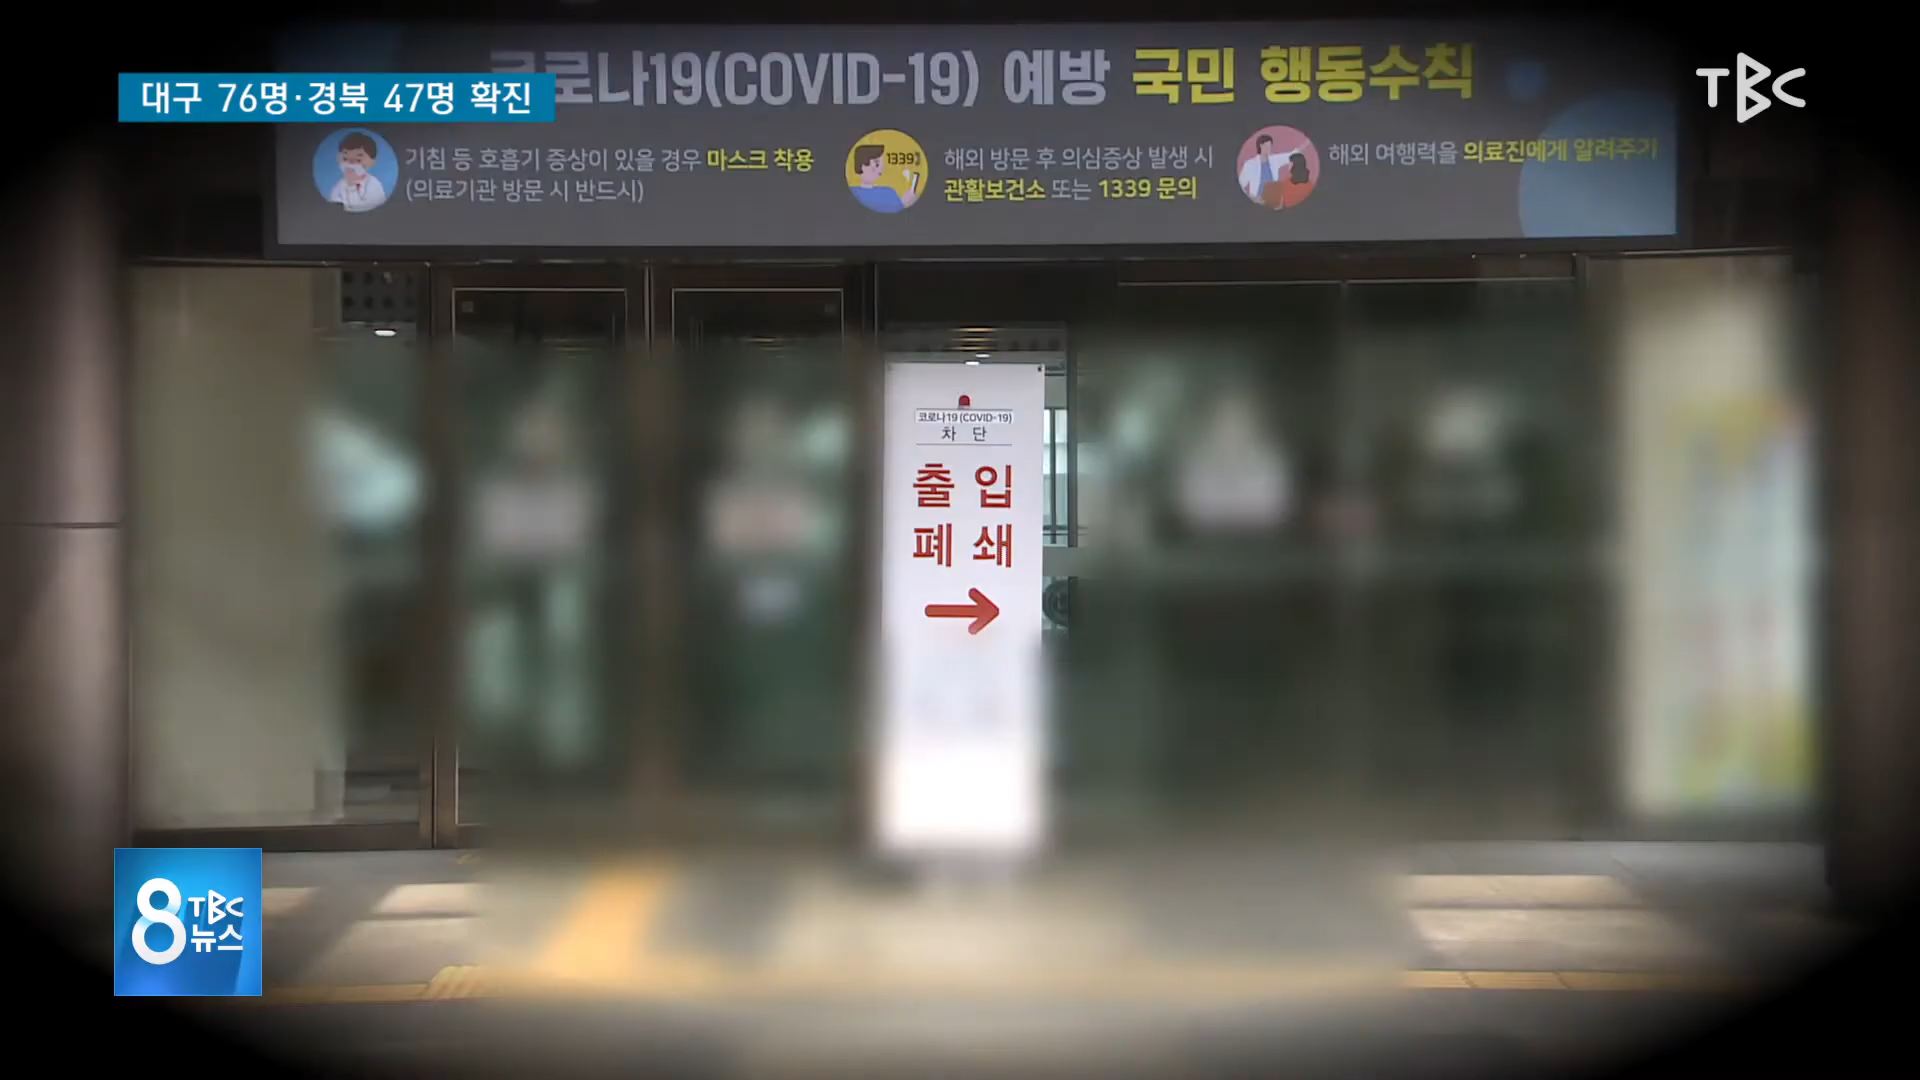 대구 76명·경북 47명 확진
TBC
코로나19(COVID-19) 예방 국민 행동수칙
기침 등 호흡기 증상이 있을 경우 마스크 착용
(의료기관 방문 시 반드시)
1339
해외 방문 후 의심증상 발생 시
관할보건소 또는 1339 문의
해외 여행력을 의료진에게 알려주기
코로나19 (COVID-19)
차 단
출 입
폐 쇄
8 TBC
뉴스